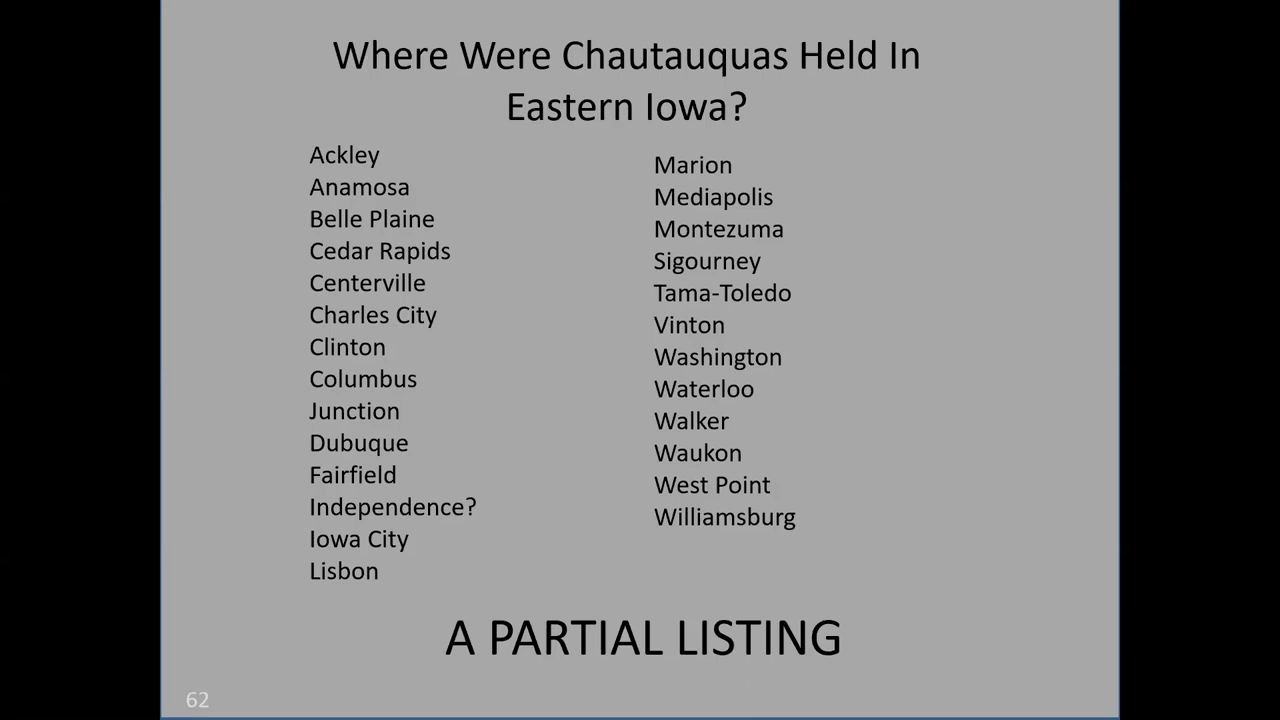 Where Were Chautauquas Held In
Eastern Iowa?
Ackley
Anamosa
Belle Plaine
Cedar Rapids
Centerville
Charles City
Clinton
Columbus
Junction
Dubuque
Fairfield
Independence?
Iowa City
Lisbon
Marion
Mediapolis
Montezuma
Sigourney
Tama-Toledo
Vinton
Washington
Waterloo
Walker
Waukon
West Point
Williamsburg
A PARTIAL LISTING
62